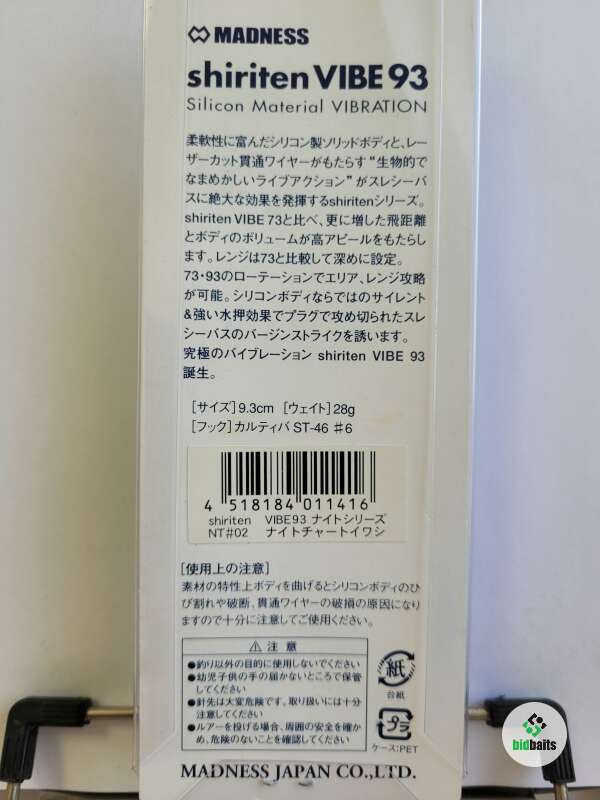 MADNESS
shiriten VIBE 93
Silicon Material VIBRATION
柔軟性に富んだシリコン製ソリッドボディと、レー
ザーカット貫通ワイヤーがもたらす“生物的で
なまめかしいライブアクション”がスレシーバ
スに絶大な効果を発揮するshiritenシリーズ。
shiriten VIBE 73と比べ、更に増した飛距離
とボディのボリュームが高アピールをもたらし
ます。レンジは73と比較して深めに設定。
73・93のローテーションでエリア、レンジ攻略
が可能。シリコンボディならではのサイレント
&強い水押効果でプラグで攻め切られたスレ
シーバスのバージンストライクを誘います。
究極のバイブレーション shiriten VIBE 93
誕生。
[サイズ] 9.3cm [ウェイト] 28g
[フック] カルティバ ST-46 #6
4 518184 011416
shiriten VIBE93 ナイトシリーズ
NT#02 ナイトチャートイワシ
[使用上の注意]
素材の特性上ボディを曲げるとシリコンボディのひ
び割れや破断、貫通ワイヤーの破損の原因になり
ますので十分に注意してご使用ください。
⚠ 注 意
●釣り以外の目的に使用しないでください
●幼児子供の手の届かないところで保管
してください
●針先は大変危険です。取り扱いには十分
注意してください
●ルアーを投げる場合、周囲の安全を確か
め、危険のないことを確認してください
紙
台紙
プラ
ケース:PET
MADNESS JAPAN CO.,LTD.
bidbaits